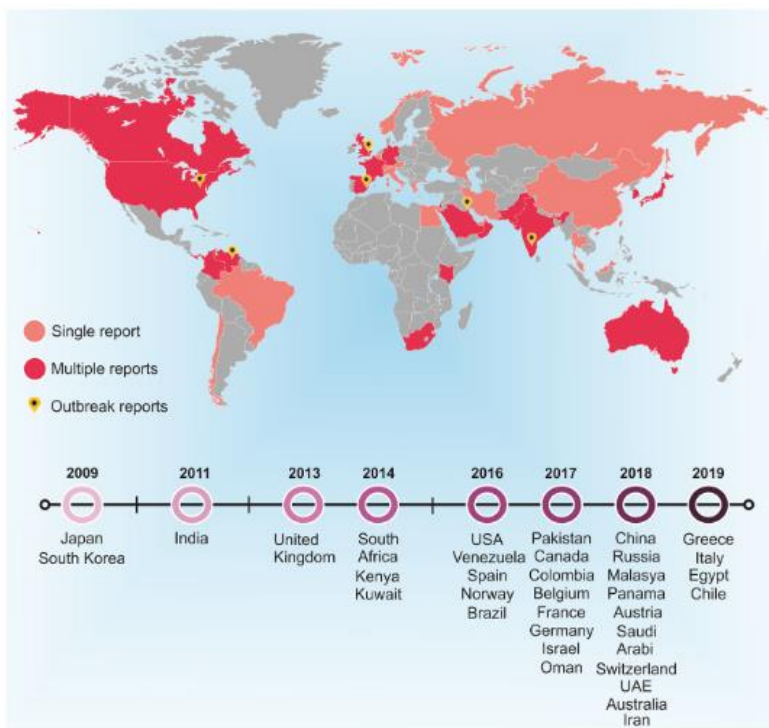 Single report
Multiple reports
Outbreak reports
2009
2011
2013
2014
2016
2017
2018
2019
Japan
South Korea
India
United
Kingdom
South
Africa
Kenya
Kuwait
USA
Venezuela
Spain
Norway
Brazil
Pakistan
Canada
Colombia
Belgium
France
Germany
Israel
Oman
China
Russia
Malasya
Panama
Austria
Saudi
Arabi
Switzerland
UAE
Australia
Iran
Greece
Italy
Egypt
Chile